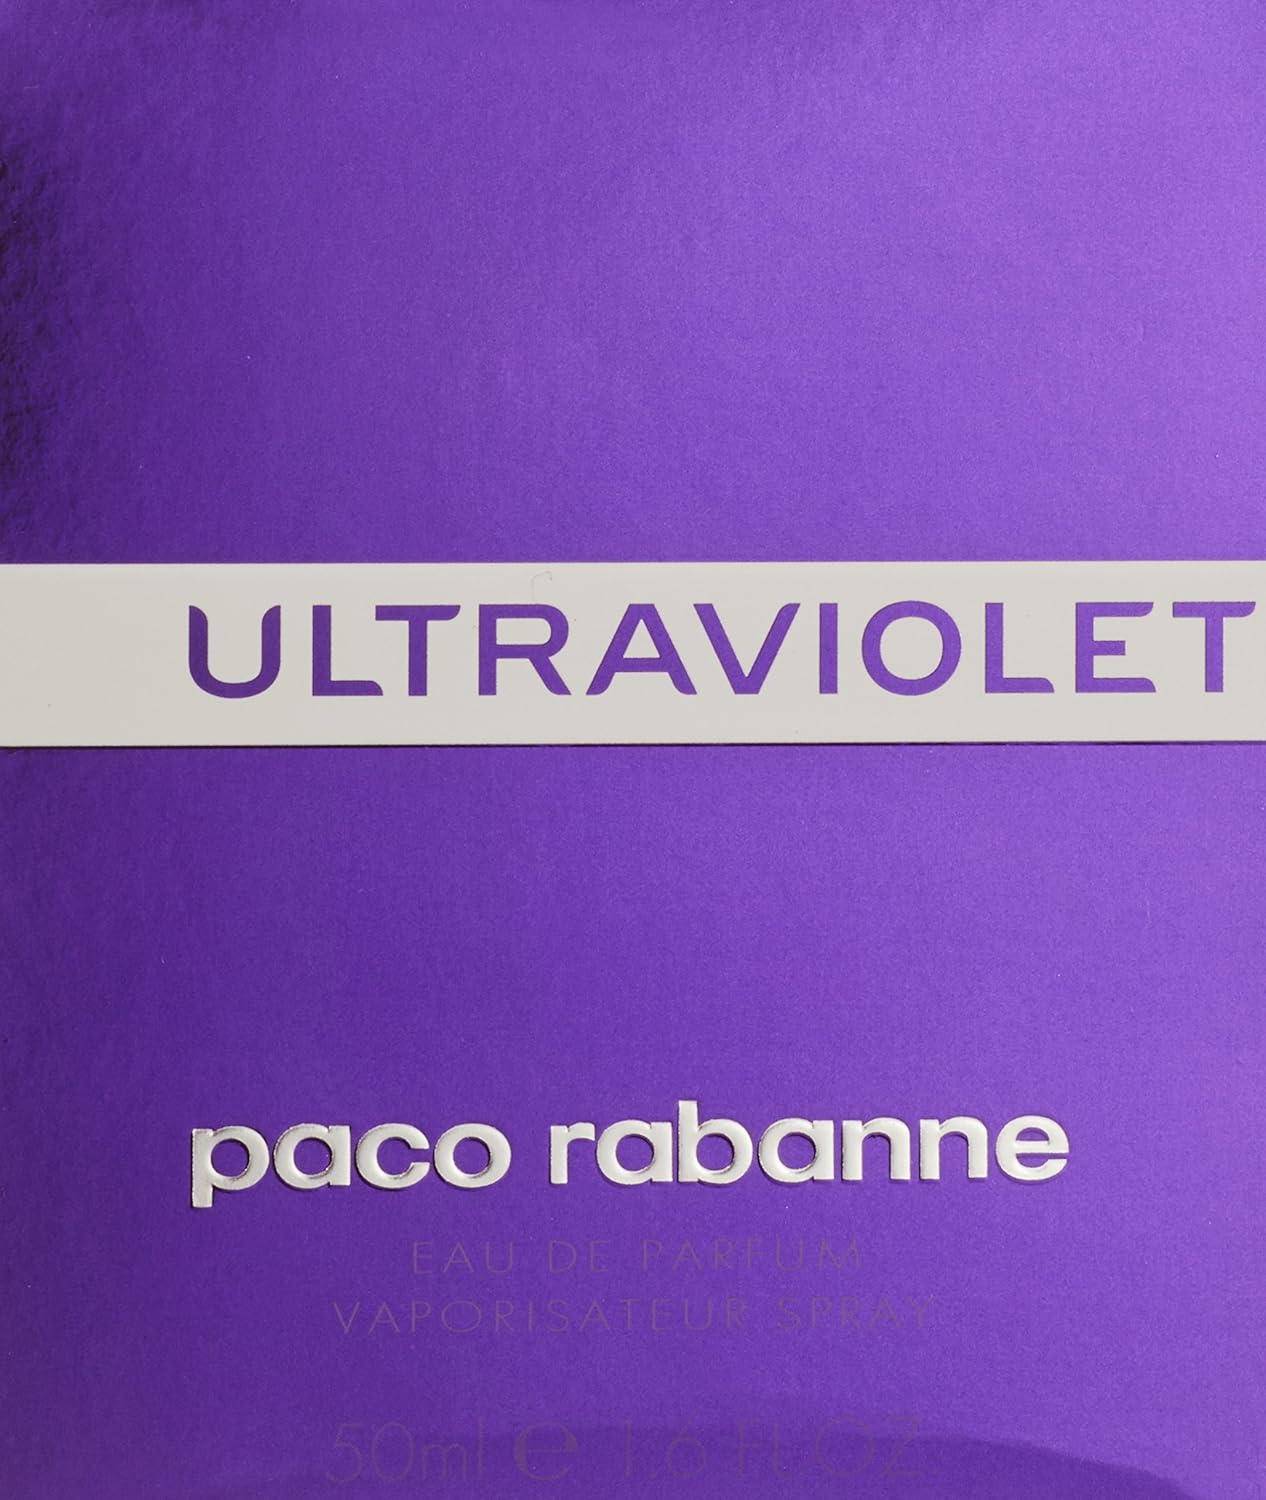 ULTRAVIOLET
paco rabanne
EAU DE PARFUM
VAPORISATEUR SPRAY
50ml e 1.6 fl.OZ.